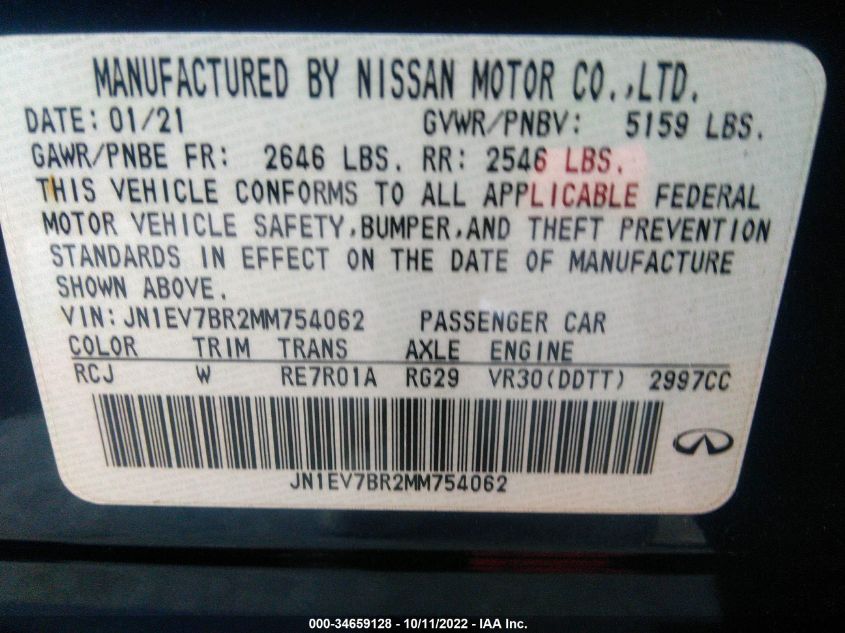 MANUFACTURED BY NISSAN MOTOR CO.,LTD.
DATE: 01/21 GVWR/PNBV: 5159 LBS.
GAWR/PNBE FR: 2646 LBS. RR: 2546 LBS.
THIS VEHICLE CONFORMS TO ALL APPLICABLE FEDERAL
MOTOR VEHICLE SAFETY,BUMPER,AND THEFT PREVENTION
STANDARDS IN EFFECT ON THE DATE OF MANUFACTURE
SHOWN ABOVE.
VIN:JN1EV7BR2MM754062 PASSENGER CAR
COLOR TRIM TRANS AXLE ENGINE
RCJ W RE7R01A RG29 VR30(DDTT) 2997CC
JN1EV7BR2MM754062
000-34659128 - 10/11/2022 - IAA Inc.